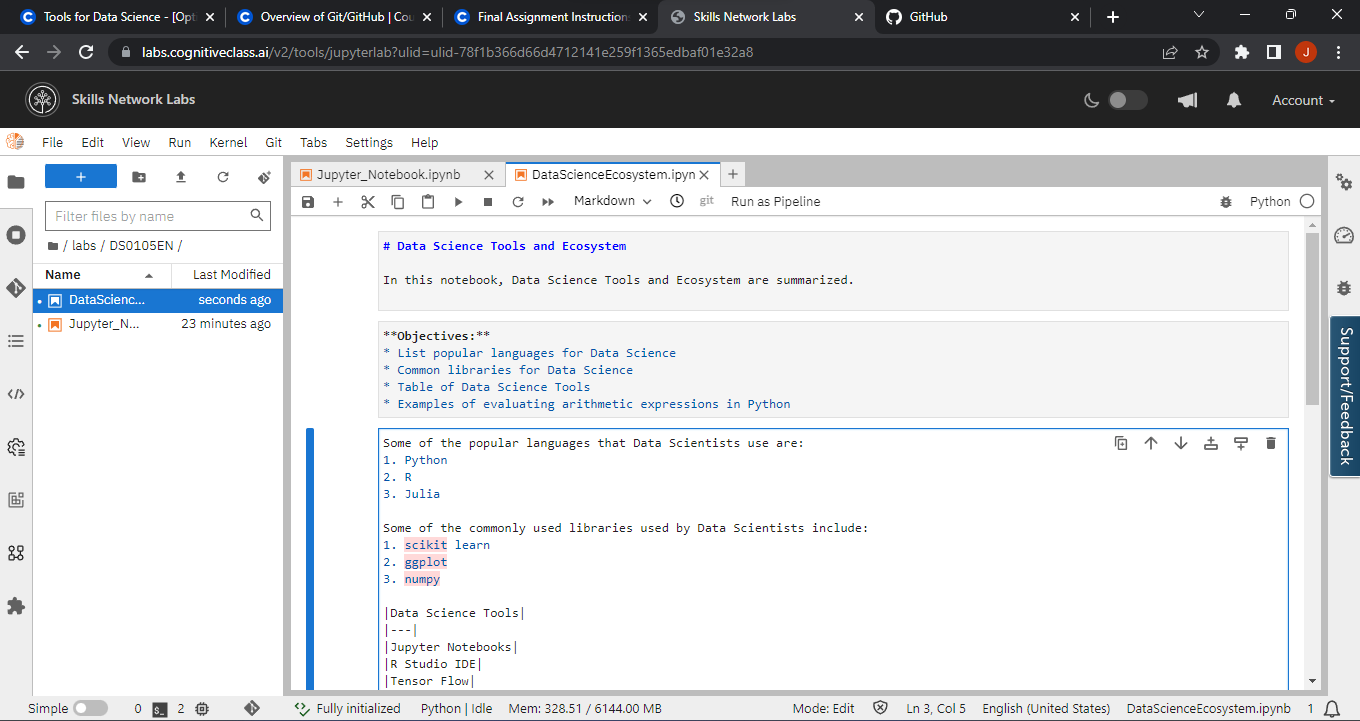 Tools for Data Science - [Opt
Overview of Git/GitHub | Cou
Final Assignment Instructions
Skills Network Labs
GitHub
labs.cognitiveclass.ai/v2/tools/jupyterlab?ulid=ulid-78f1b366d66d4712141e259f1365edbaf01e32a8
J
Skills Network Labs
Account
File Edit View Run Kernel Git Tabs Settings Help
Jupyter_Notebook.ipynb
DataScienceEcosystem.ipyn
Markdown
git
Run as Pipeline
Python
Filter files by name
/ labs / DS0105EN /
Name Last Modified
DataScienc... seconds ago
Jupyter_N... 23 minutes ago
# Data Science Tools and Ecosystem
In this notebook, Data Science Tools and Ecosystem are summarized.
**Objectives:**
* List popular languages for Data Science
* Common libraries for Data Science
* Table of Data Science Tools
* Examples of evaluating arithmetic expressions in Python
Some of the popular languages that Data Scientists use are:
1. Python
2. R
3. Julia
Some of the commonly used libraries used by Data Scientists include:
1. scikit learn
2. ggplot
3. numpy
|Data Science Tools|
|---|
|Jupyter Notebooks|
|R Studio IDE|
|Tensor Flow|
Support/Feedback
Simple 0 2 Fully initialized Python | Idle Mem: 328.51 / 6144.00 MB Mode: Edit Ln 3, Col 5 English (United States) DataScienceEcosystem.ipynb 1